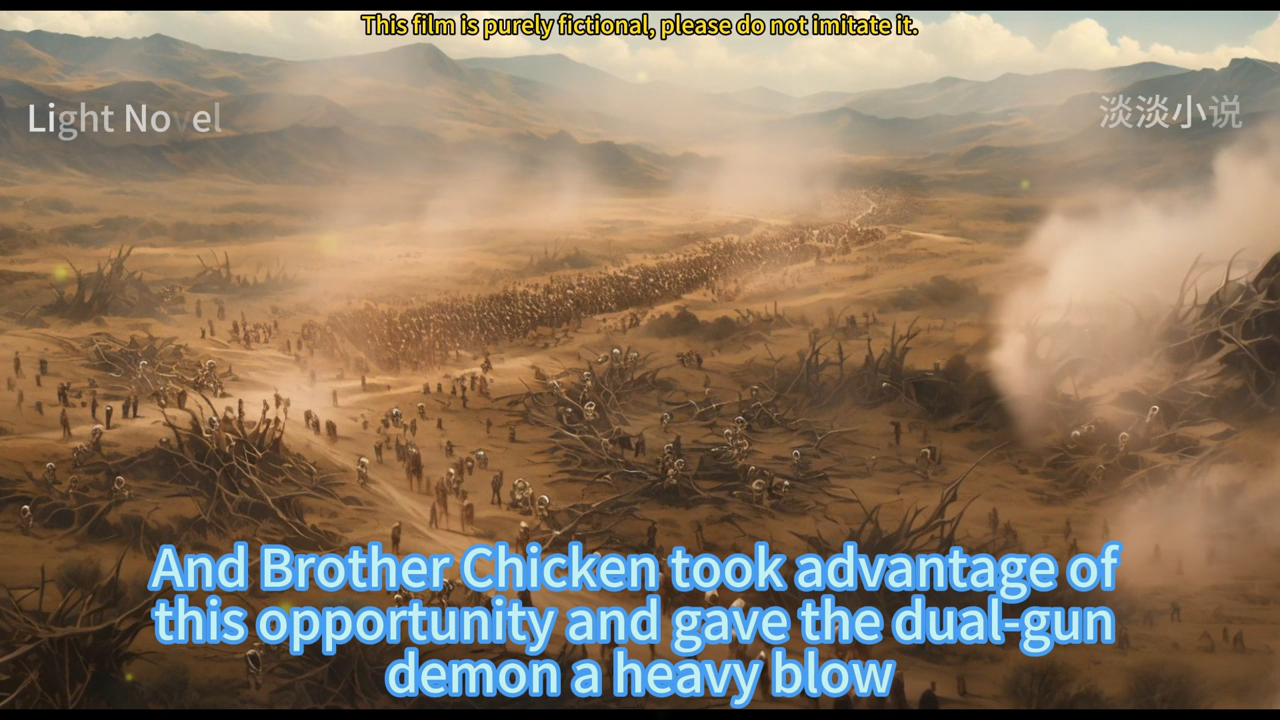 This film is purely fictional, please do not imitate it.
Light Novel
淡淡小说
And Brother Chicken took advantage of
this opportunity and gave the dual-gun
demon a heavy blow